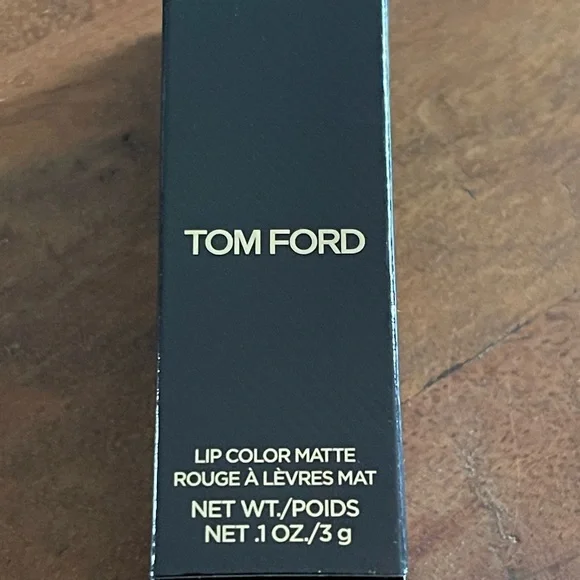 TOM FORD
LIP COLOR MATTE
ROUGE À LÈVRES MAT
NET WT./POIDS
NET .1 OZ./3 g